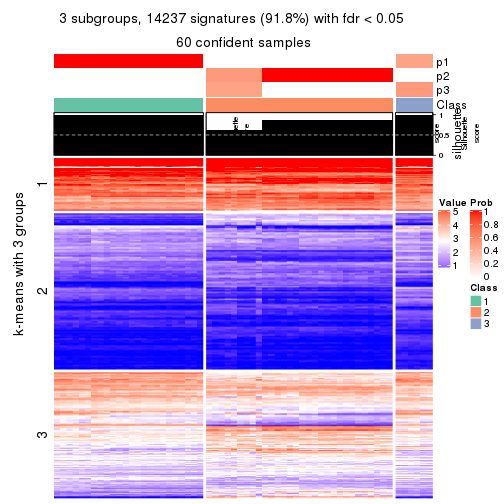 3 subgroups, 14237 signatures (91.8%) with fdr < 0.05
60 confident samples
p1
p2
p3
Class
1
0.5
0
silhouette
score
Silhouette
score
k-means with 3 groups
1
2
3
Value
5
4
3
2
1
Prob
1
0.8
0.6
0.4
0.2
0
Class
1
2
3